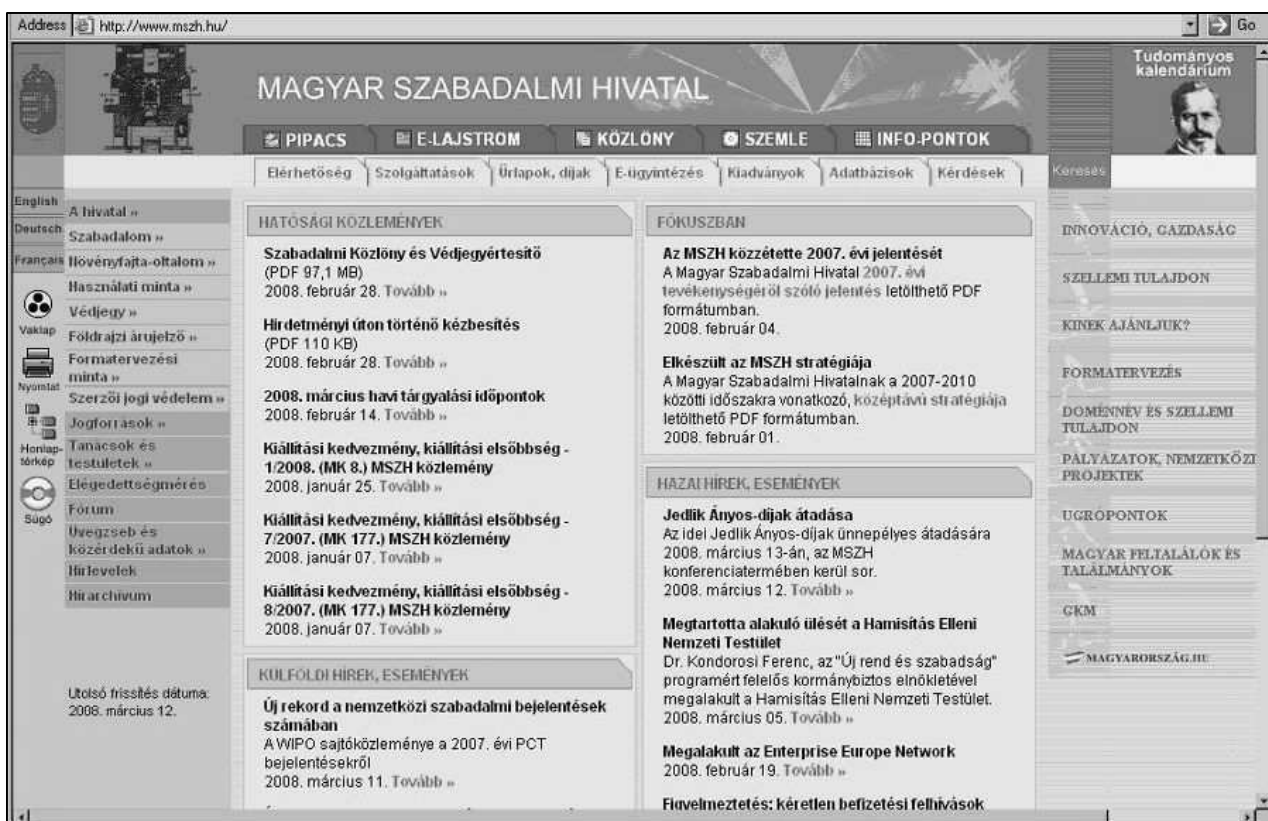 Address http://www.mszh.hu/ Go
MAGYAR SZABADALMI HIVATAL
Tudományos
kalendárium
PIPACS E-LAJSTROM KÖZLÖNY SZEMLE INFO-PONTOK
Elérhetőség Szolgáltatások Űrlapok, díjak E-ügyintézés Kiadványok Adatbázisok Kérdések
Keresés
English
Deutsch
Français
Vaklap
Nyomtat
Honlap-
térkép
Súgó
A hivatal »
Szabadalom »
Növényfajta-oltalom »
Használati minta »
Védjegy »
Földrajzi árujelző »
Formatervezési
minta »
Szerzői jogi védelem »
Jogforrások »
Tanácsok és
testületek »
Elégedettségmérés
Fórum
Üvegzseb és
közérdekű adatok »
Hírlevelek
Hírarchívum
Utolsó frissítés dátuma:
2008. március 12.
HATÓSÁGI KÖZLEMÉNYEK
Szabadalmi Közlöny és Védjegyértesítő
(PDF 97,1 MB)
2008. február 28. Tovább »
Hirdetményi úton történő kézbesítés
(PDF 110 KB)
2008. február 28. Tovább »
2008. március havi tárgyalási időpontok
2008. február 14. Tovább »
Kiállítási kedvezmény, kiállítási elsőbbség -
1/2008. (MK 8.) MSZH közlemény
2008. január 25. Tovább »
Kiállítási kedvezmény, kiállítási elsőbbség -
7/2007. (MK 177.) MSZH közlemény
2008. január 07. Tovább »
Kiállítási kedvezmény, kiállítási elsőbbség -
8/2007. (MK 177.) MSZH közlemény
2008. január 07. Tovább »
KÜLFÖLDI HÍREK, ESEMÉNYEK
Új rekord a nemzetközi szabadalmi bejelentések
számában
A WIPO sajtóközleménye a 2007. évi PCT
bejelentésekről
2008. március 11. Tovább »
FÓKUSZBAN
Az MSZH közzétette 2007. évi jelentését
A Magyar Szabadalmi Hivatal 2007. évi
tevékenységéről szóló jelentés letölthető PDF
formátumban.
2008. február 04.
Elkészült az MSZH stratégiája
A Magyar Szabadalmi Hivatalnak a 2007-2010
közötti időszakra vonatkozó, középtávú stratégiája
letölthető PDF formátumban.
2008. február 01.
HAZAI HÍREK, ESEMÉNYEK
Jedlik Ányos-díjak átadása
Az idei Jedlik Ányos-díjak ünnepélyes átadására
2008. március 13-án, az MSZH
konferenciatermében kerül sor.
2008. március 12. Tovább »
Megtartotta alakuló ülését a Hamisítás Elleni
Nemzeti Testület
Dr. Kondorosi Ferenc, az "Új rend és szabadság"
programért felelős kormánybiztos elnökletével
megalakult a Hamisítás Elleni Nemzeti Testület.
2008. március 05. Tovább »
Megalakult az Enterprise Europe Network
2008. február 19. Tovább »
Figyelmeztetés: kéretlen befizetési felhívások
INNOVÁCIÓ, GAZDASÁG
SZELLEMI TULAJDON
KINEK AJÁNLJUK?
FORMATERVEZÉS
DOMÉNNÉV ÉS SZELLEMI
TULAJDON
PÁLYÁZATOK, NEMZETKÖZI
PROJEKTEK
UGRÓPONTOK
MAGYAR FELTALÁLÓK ÉS
TALÁLMÁNYOK
GKM
MAGYARORSZÁG.HU